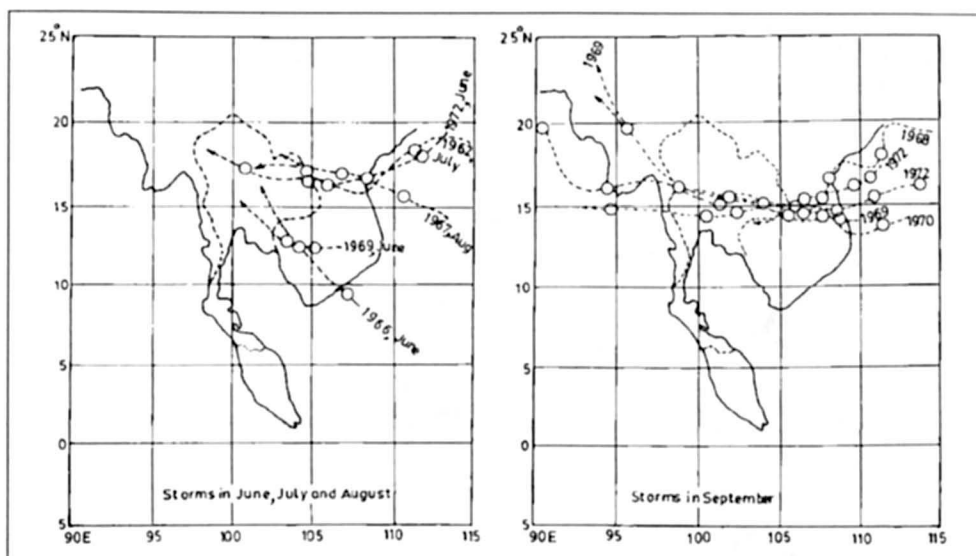 25°N
20
15
10
5
0
5
90E 95 100 105 110 115
1972, June
1962,
July
1967, Aug
1969, June
1966, June
Storms in June, July and August
25°N
20
15
10
5
0
5
90E 95 100 105 110 115
1969
1968
1972
1972
1969
1970
Storms in September